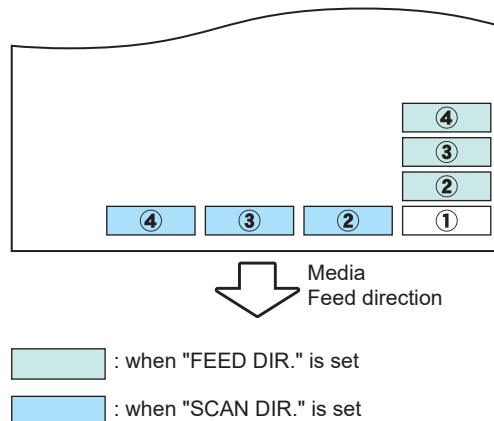 ④
③
②
④ ③ ② ①
Media
Feed direction
: when "FEED DIR." is set
: when "SCAN DIR." is set